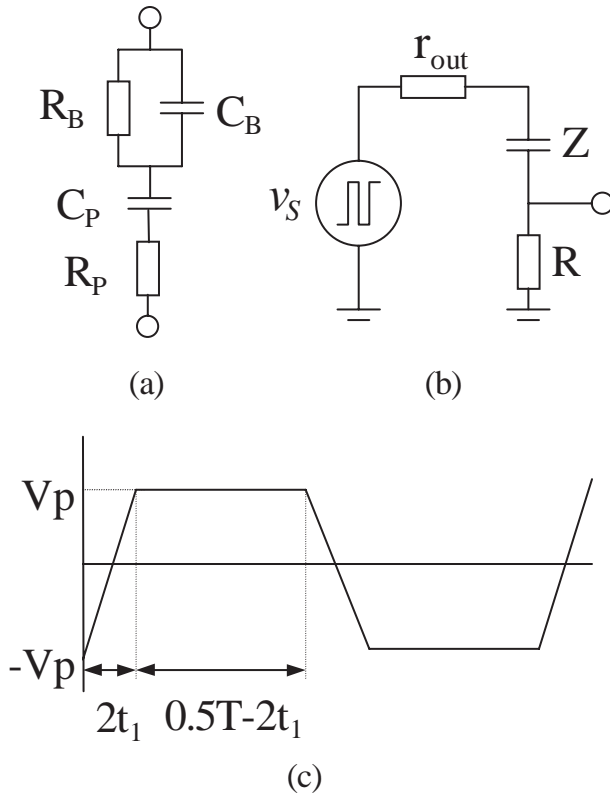 R_B
C_B
C_P
R_P
(a)
r_out
Z
v_S
R
(b)
Vp
-Vp
2t_1
0.5T-2t_1
(c)